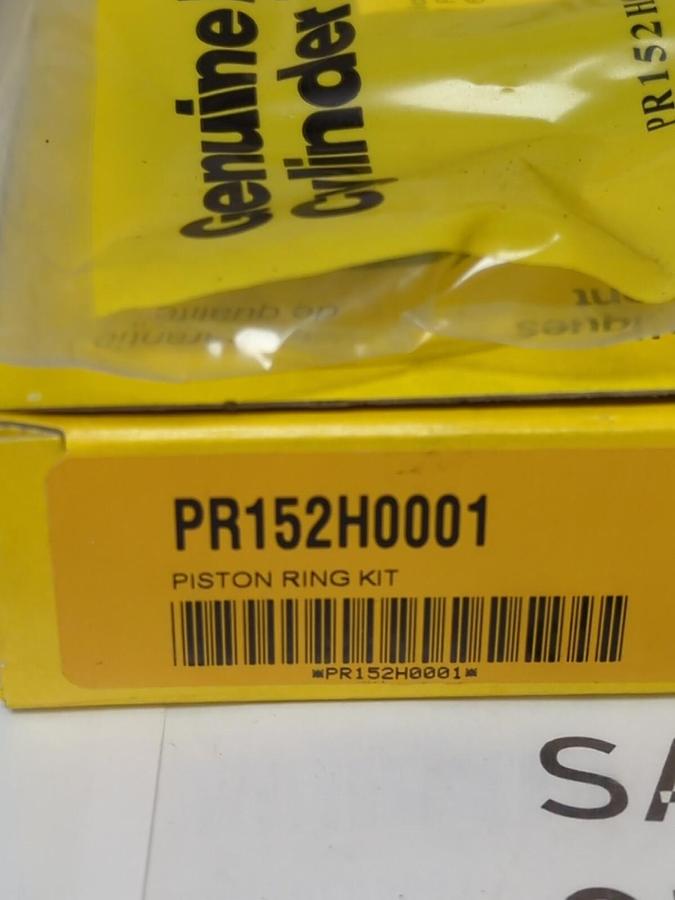 Genuine
Cylinder
PR152H
PR152H0001
PISTON RING KIT
*PR152H0001*
SA